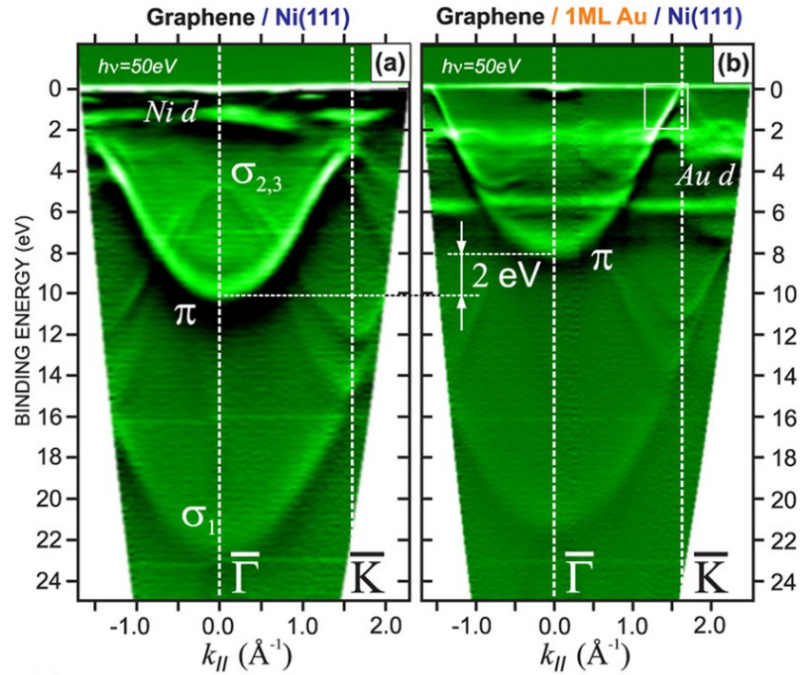 Graphene / Ni(111)
Graphene / 1ML Au / Ni(111)
hν=50eV
(a)
hν=50eV
(b)
Ni d
σ2,3
Au d
π
2 eV
π
σ1
Γ̅
K̅
Γ̅
K̅
BINDING ENERGY (eV)
0
2
4
6
8
10
12
14
16
18
20
22
24
0
2
4
6
8
10
12
14
16
18
20
22
24
-1.0 0.0 1.0 2.0
-1.0 0.0 1.0 2.0
k// (Å-1)
k// (Å-1)